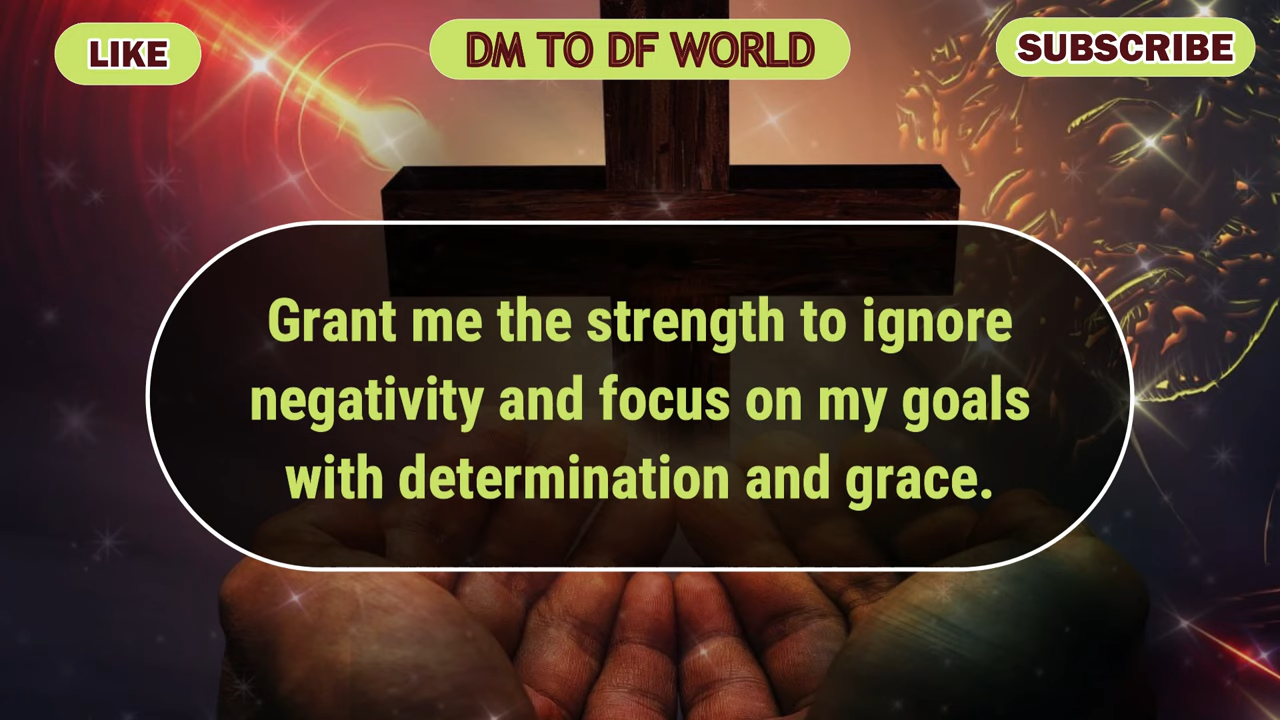 LIKE
DM TO DF WORLD
SUBSCRIBE
Grant me the strength to ignore
negativity and focus on my goals
with determination and grace.